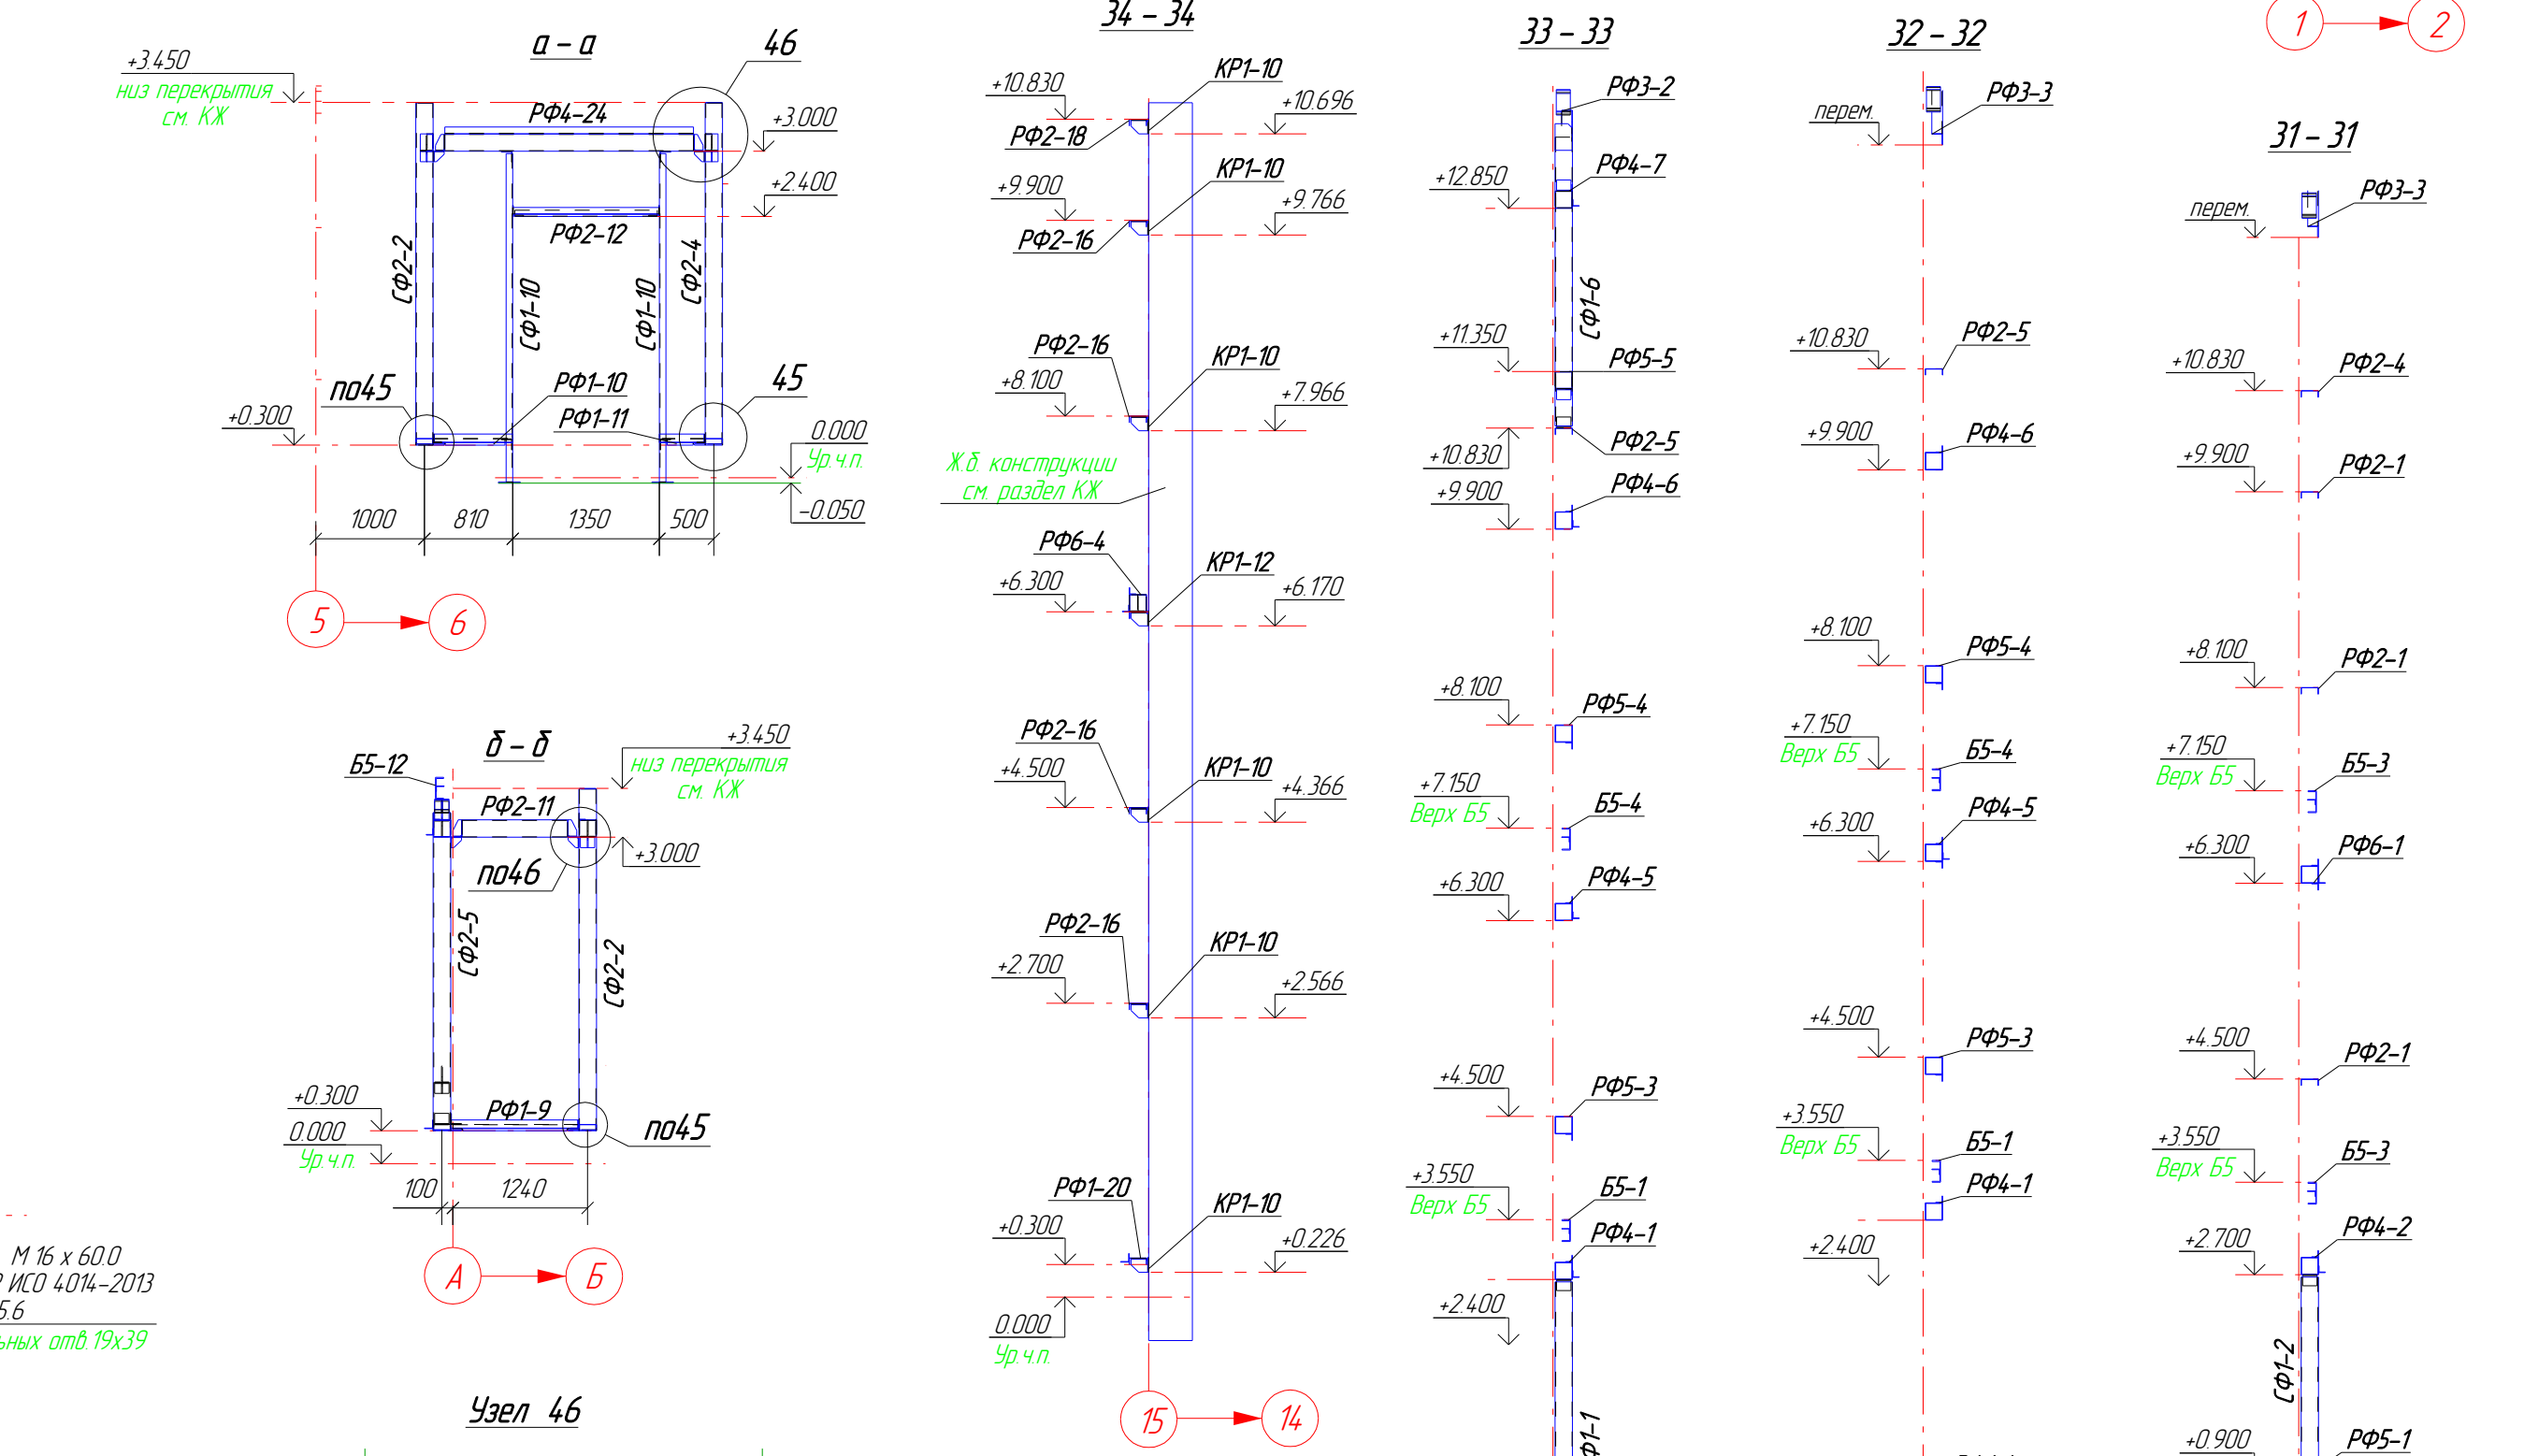 а – а
46
+3.450
низ перекрытия
см. КЖ
РФ4-24
+3.000
+2.400
РФ2-12
СФ2-2
СФ1-10
СФ1-10
СФ2-4
по45
РФ1-10
РФ1-11
45
+0.300
0.000
Ур.ч.п.
-0.050
1000
810
1350
500
5
6
б – б
Б5-12
+3.450
низ перекрытия
см. КЖ
РФ2-11
+3.000
по46
СФ2-5
СФ2-2
+0.300
0.000
Ур.ч.п.
РФ1-9
по45
100
1240
А
Б
М 16 х 60.0
ИСО 4014-2013
5.6
отв.19х39
Узел 46
34 – 34
+10.830
КР1-10
+10.696
РФ2-18
+9.900
КР1-10
+9.766
РФ2-16
РФ2-16
КР1-10
+8.100
+7.966
Ж.б. конструкции
см. раздел КЖ
РФ6-4
КР1-12
+6.300
+6.170
РФ2-16
КР1-10
+4.500
+4.366
РФ2-16
КР1-10
+2.700
+2.566
РФ1-20
КР1-10
+0.300
+0.226
0.000
Ур.ч.п.
15
14
33 – 33
РФ3-2
+12.850
РФ4-7
СФ1-6
+11.350
РФ5-5
+10.830
РФ2-5
+9.900
РФ4-6
+8.100
РФ5-4
+7.150
Верх Б5
Б5-4
+6.300
РФ4-5
+4.500
РФ5-3
+3.550
Верх Б5
Б5-1
РФ4-1
+2.400
Ф1-1
32 – 32
перем.
РФ3-3
+10.830
РФ2-5
+9.900
РФ4-6
+8.100
РФ5-4
+7.150
Верх Б5
Б5-4
+6.300
РФ4-5
+4.500
РФ5-3
+3.550
Верх Б5
Б5-1
РФ4-1
+2.400
1
2
31 – 31
перем.
РФ3-3
+10.830
РФ2-4
+9.900
РФ2-1
+8.100
РФ2-1
+7.150
Верх Б5
Б5-3
+6.300
РФ6-1
+4.500
РФ2-1
+3.550
Верх Б5
Б5-3
+2.700
РФ4-2
СФ1-2
+0.900
РФ5-1